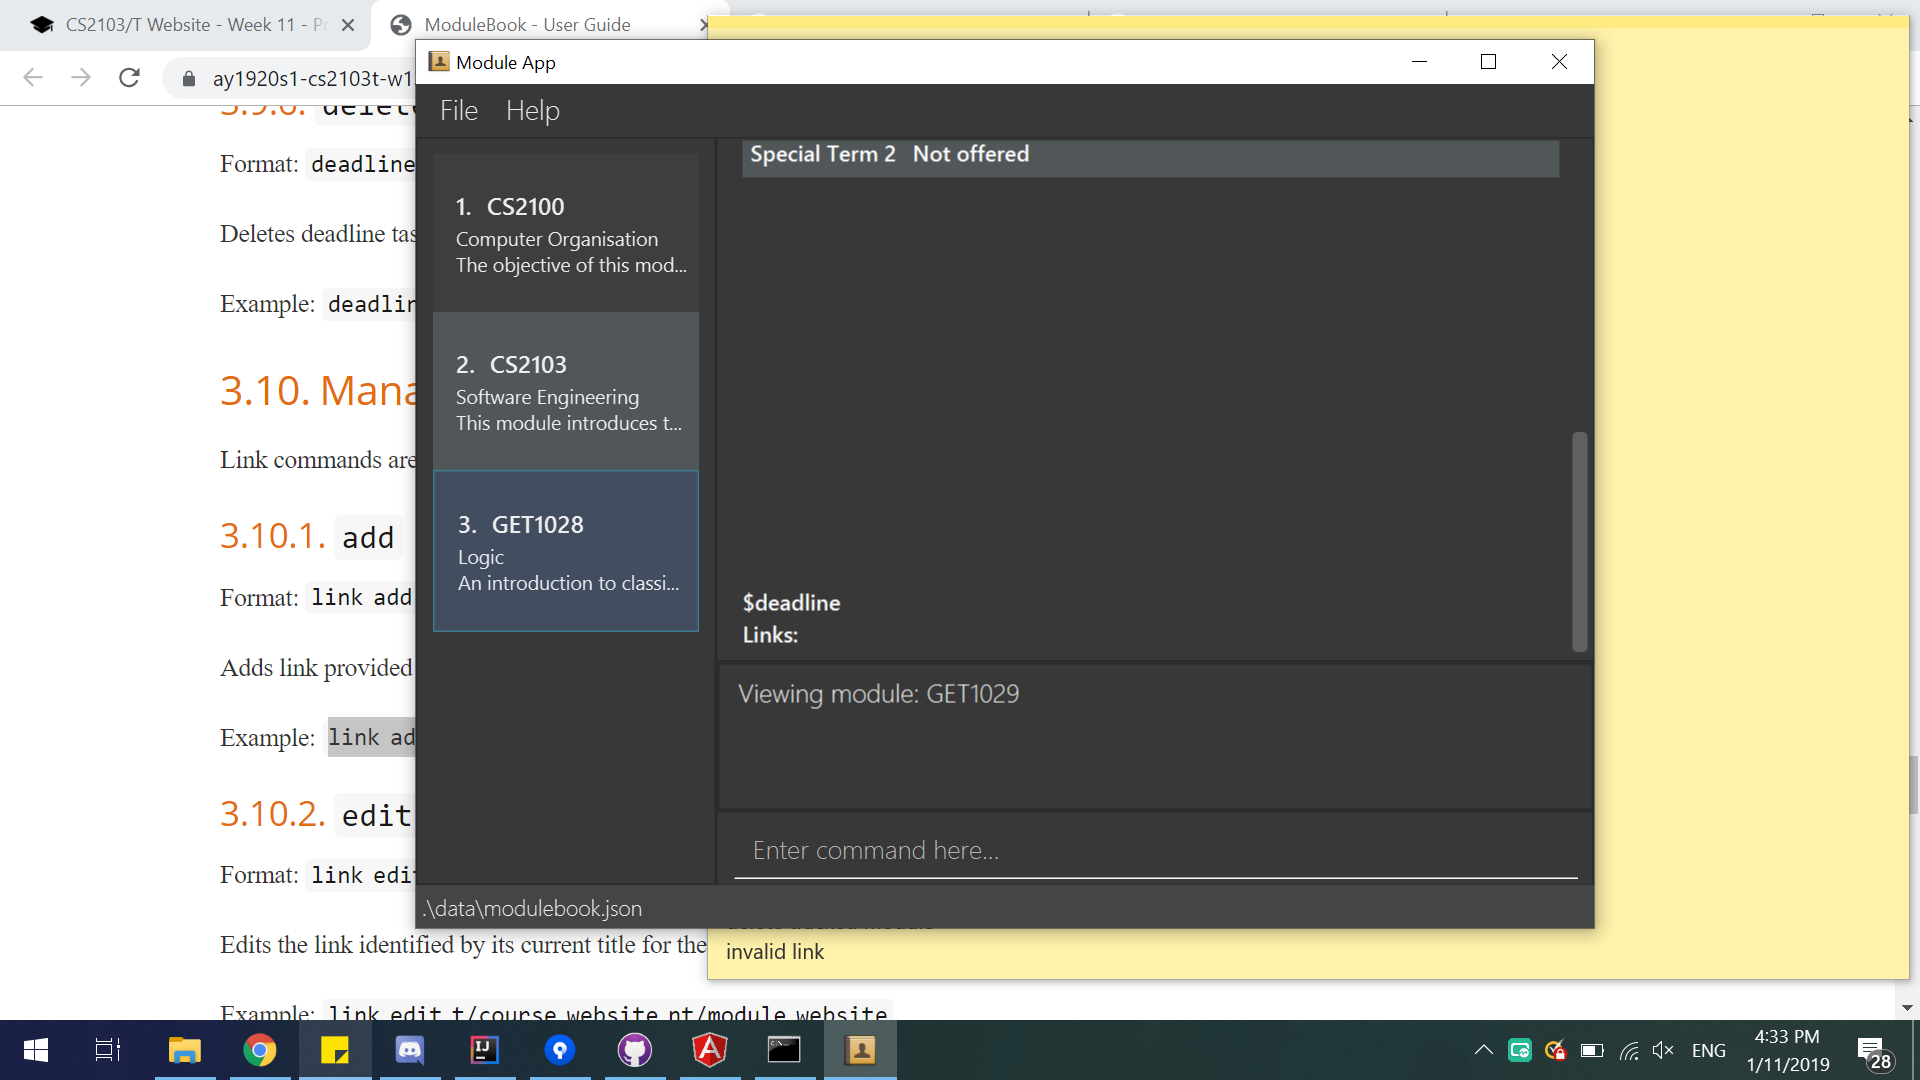 CS2103/T Website - Week 11 - Pr
ModuleBook - User Guide
ay1920s1-cs2103t-w1
Format: deadline
Deletes deadline tas
Example: deadlin
3.10. Mana
Link commands are
3.10.1. add
Format: link add
Adds link provided
Example: link ad
3.10.2. edit
Format: link edit
Edits the link identified by its current title for the
Example: link edit t/course website nt/module website
Module App
File Help
1. CS2100
Computer Organisation
The objective of this mod...
2. CS2103
Software Engineering
This module introduces t...
3. GET1028
Logic
An introduction to classi...
Special Term 2 Not offered
$deadline
Links:
Viewing module: GET1029
Enter command here...
.\data\modulebook.json
invalid link
ENG
4:33 PM
1/11/2019
28